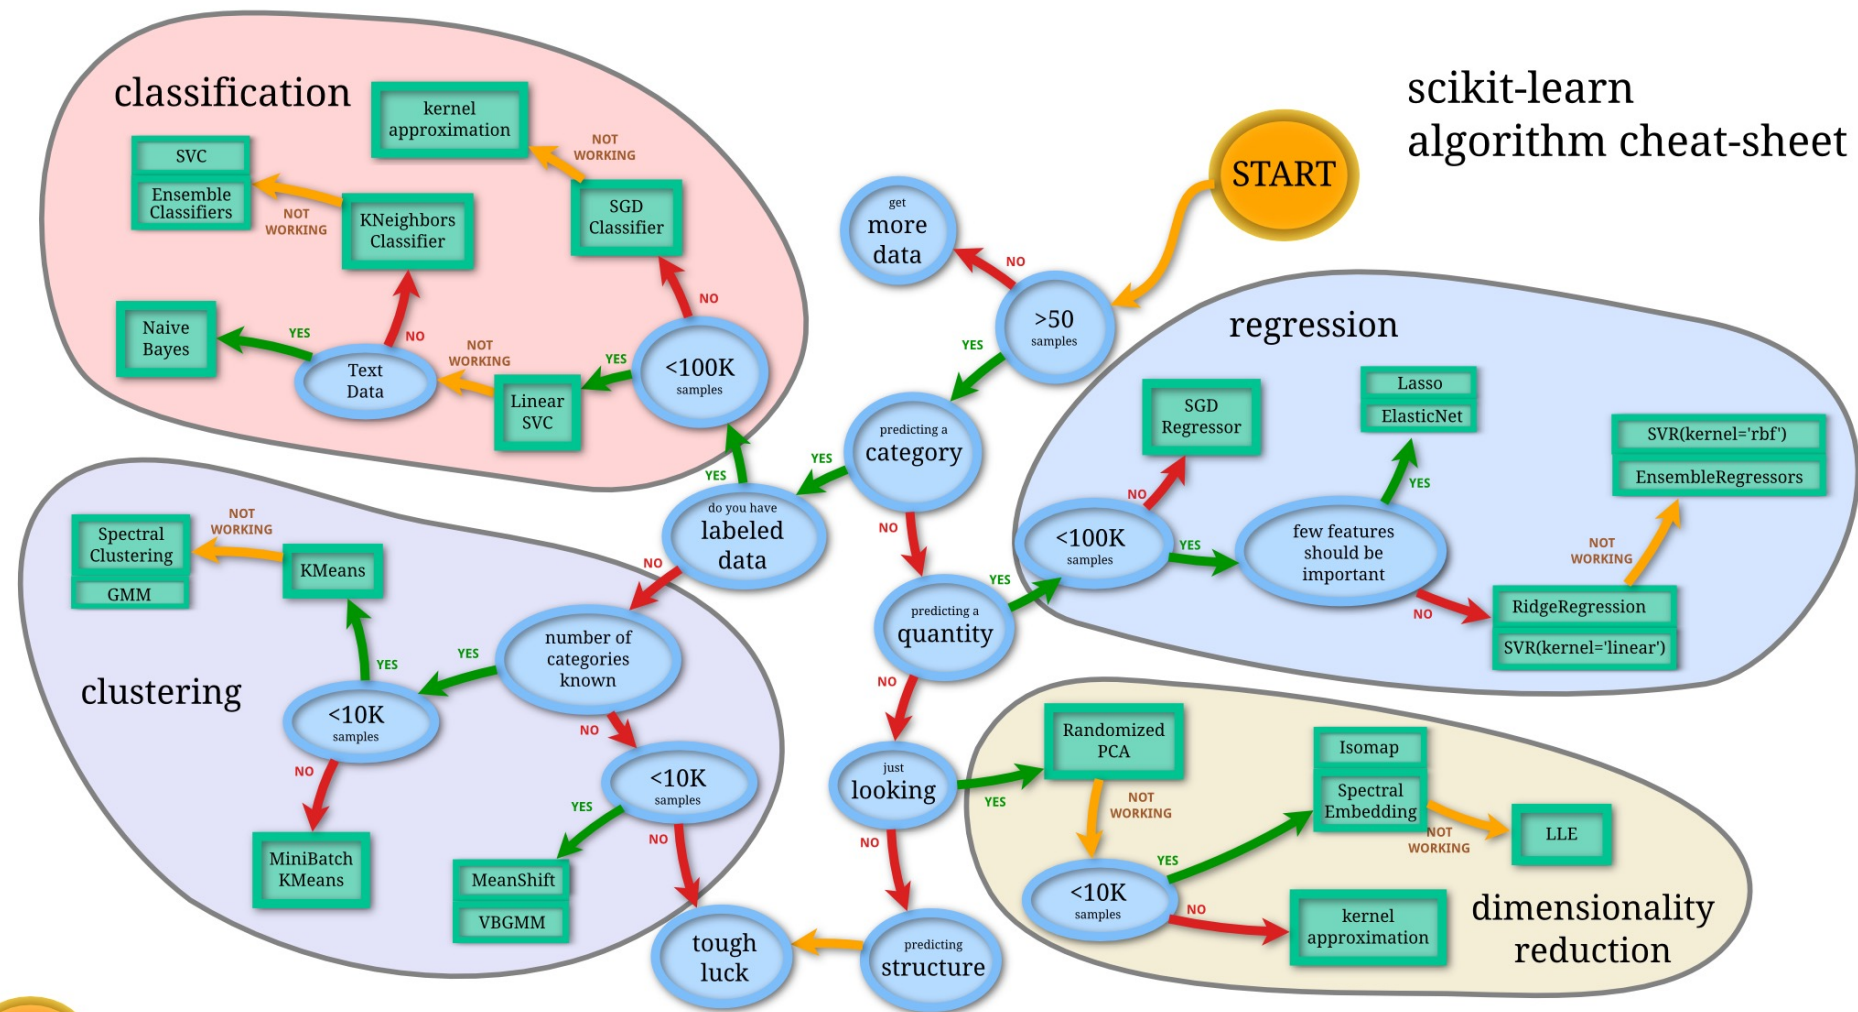 scikit-learn
algorithm cheat-sheet
START
classification
kernel
approximation
NOT
WORKING
SVC
Ensemble
Classifiers
NOT
WORKING
KNeighbors
Classifier
SGD
Classifier
NO
Naive
Bayes
YES
Text
Data
NO
NOT
WORKING
Linear
SVC
YES
<100K
samples
YES
get
more
data
NO
>50
samples
YES
predicting a
category
YES
do you have
labeled
data
NO
NO
predicting a
quantity
YES
NO
just
looking
YES
NO
predicting
structure
tough
luck
regression
SGD
Regressor
NO
<100K
samples
YES
few features
should be
important
YES
Lasso
ElasticNet
NO
RidgeRegression
SVR(kernel='linear')
NOT
WORKING
SVR(kernel='rbf')
EnsembleRegressors
clustering
Spectral
Clustering
GMM
NOT
WORKING
KMeans
YES
<10K
samples
YES
number of
categories
known
NO
NO
MiniBatch
KMeans
<10K
samples
YES
NO
MeanShift
VBGMM
Randomized
PCA
NOT
WORKING
<10K
samples
YES
Isomap
Spectral
Embedding
NOT
WORKING
LLE
NO
kernel
approximation
dimensionality
reduction